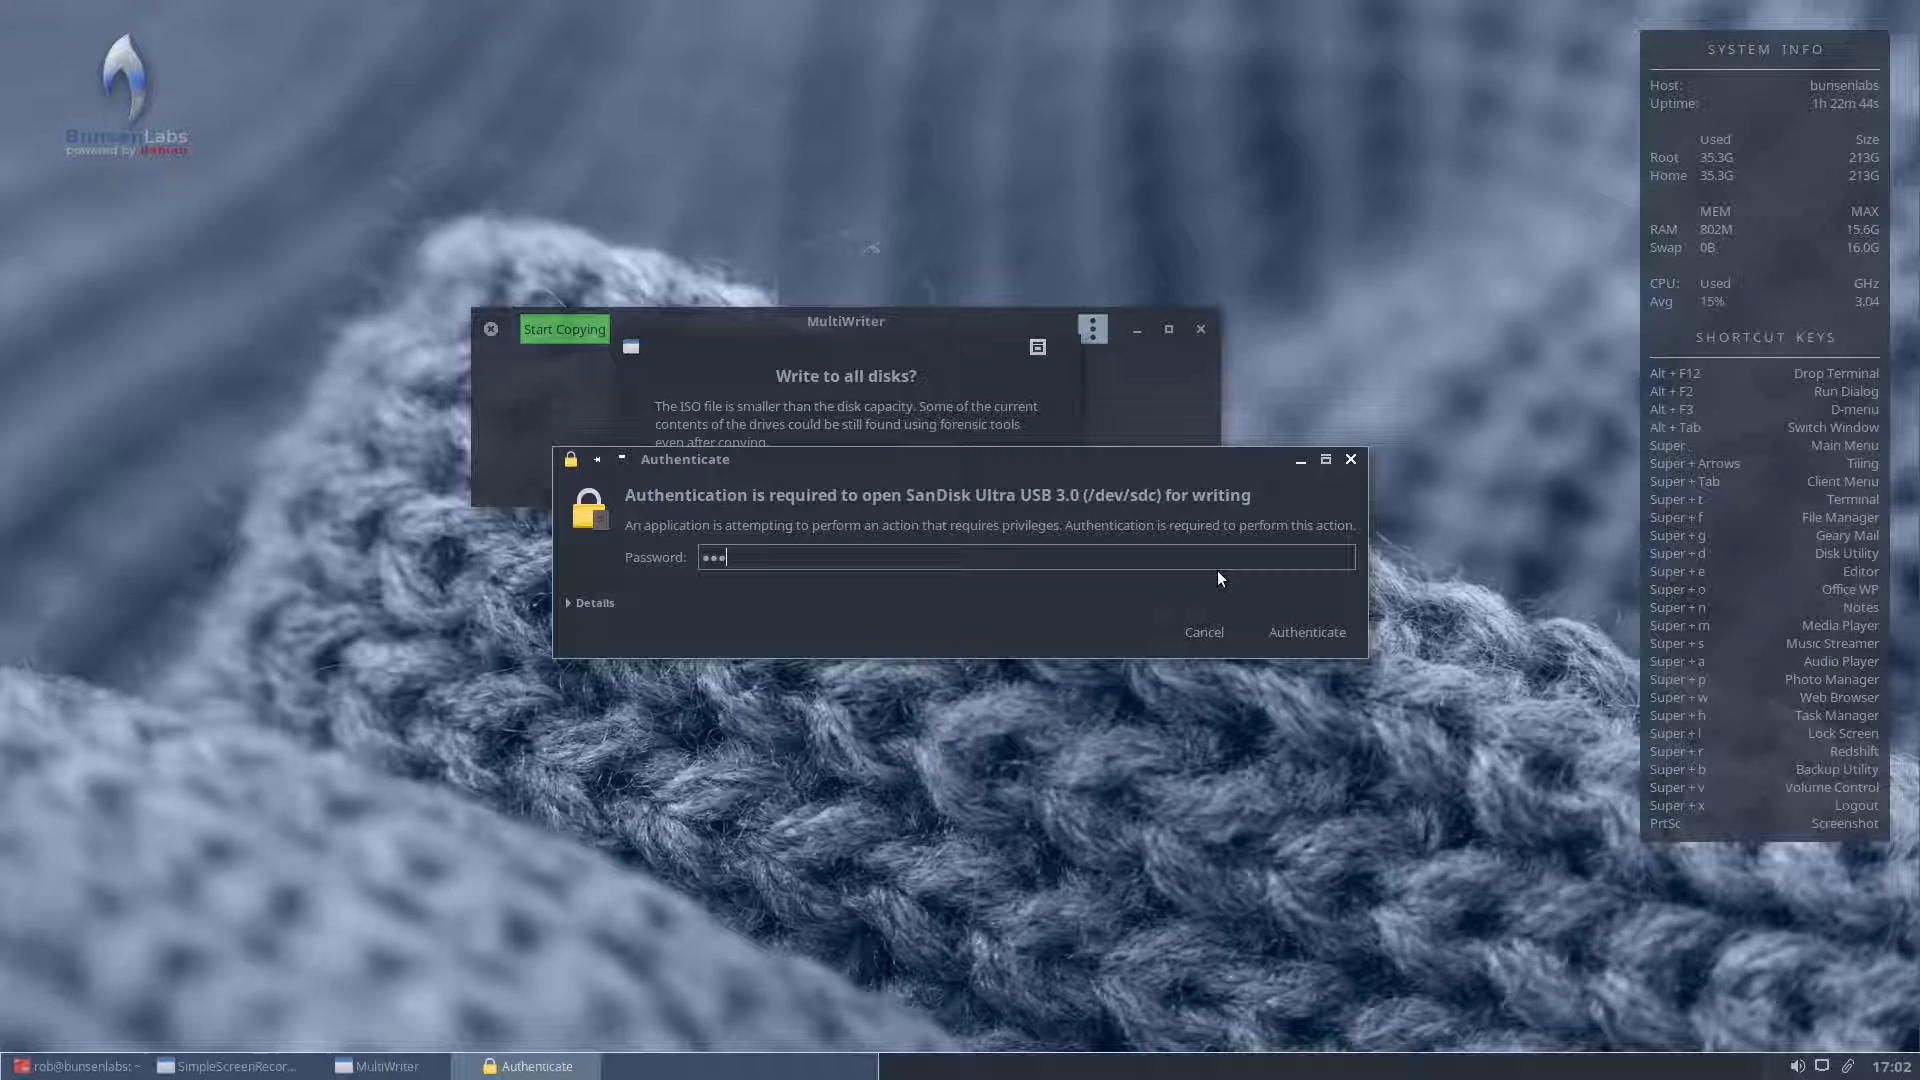 BunsenLabs
powered by debian
SYSTEM INFO
Host: bunsenlabs
Uptime: 1h 22m 44s
Used Size
Root 35.3G 213G
Home 35.3G 213G
MEM MAX
RAM 802M 15.6G
Swap 0B 16.0G
CPU: Used GHz
Avg 15% 3.04
SHORTCUT KEYS
Alt + F12 Drop Terminal
Alt + F2 Run Dialog
Alt + F3 D-menu
Alt + Tab Switch Window
Super Main Menu
Super + Arrows Tiling
Super + Tab Client Menu
Super + t Terminal
Super + f File Manager
Super + g Geary Mail
Super + d Disk Utility
Super + e Editor
Super + o Office WP
Super + n Notes
Super + m Media Player
Super + s Music Streamer
Super + a Audio Player
Super + p Photo Manager
Super + w Web Browser
Super + h Task Manager
Super + l Lock Screen
Super + r Redshift
Super + b Backup Utility
Super + v Volume Control
Super + x Logout
PrtSc Screenshot
MultiWriter
Start Copying
Write to all disks?
The ISO file is smaller than the disk capacity. Some of the current
contents of the drives could be still found using forensic tools
even after copying.
Authenticate
Authentication is required to open SanDisk Ultra USB 3.0 (/dev/sdc) for writing
An application is attempting to perform an action that requires privileges. Authentication is required to perform this action.
Password: •••
Details
Cancel Authenticate
rob@bunsenlabs: ~ SimpleScreenRecor... MultiWriter Authenticate 17:02